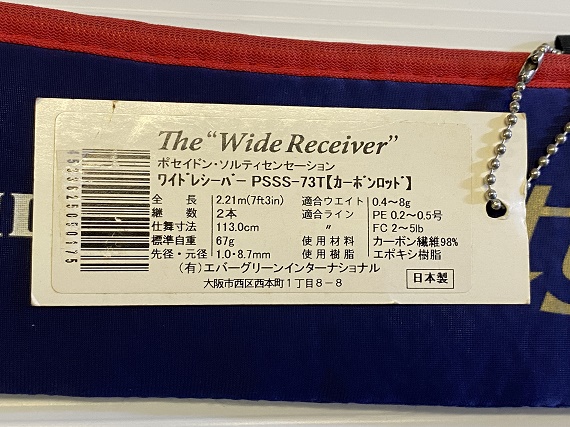 The “Wide Receiver”
ポセイドン・ソルティセンセーション
ワイドレシーバー PSSS-73T【カーボンロッド】
全長 2.21m(7ft3in) 適合ウエイト 0.4~8g
継数 2本 適合ライン PE 0.2~0.5号
仕舞寸法 113.0cm 〃 FC 2~5lb
標準自重 67g 使用材料 カーボン繊維98%
先径・元径 1.0・8.7mm 使用樹脂 エポキシ樹脂
(有)エバーグリーンインターナショナル
大阪市西区西本町1丁目8-8
日本製